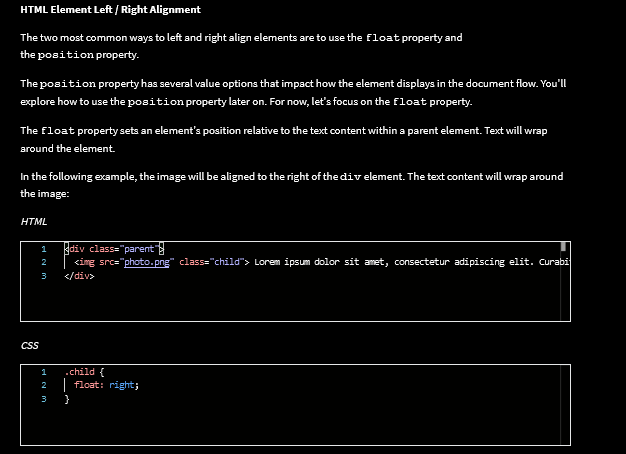 HTML Element Left / Right Alignment
The two most common ways to left and right align elements are to use the float property and
the position property.
The position property has several value options that impact how the element displays in the document flow. You'll
explore how to use the position property later on. For now, let's focus on the float property.
The float property sets an element's position relative to the text content within a parent element. Text will wrap
around the element.
In the following example, the image will be aligned to the right of the div element. The text content will wrap around
the image:
HTML
1 <div class="parent">
2 <img src="photo.png" class="child"> Lorem ipsum dolor sit amet, consectetur adipiscing elit. Curabi
3 </div>
CSS
1 .child {
2 float: right;
3 }